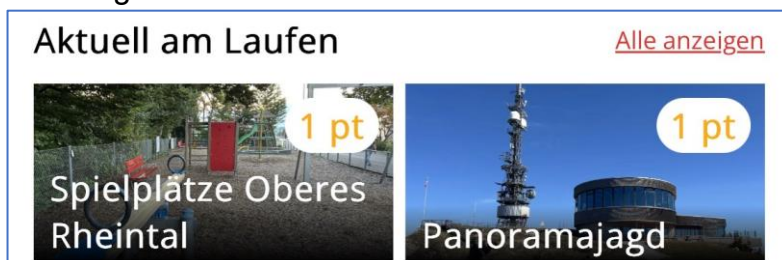 Aktuell am Laufen
Alle anzeigen
1 pt
1 pt
Spielplätze Oberes
Rheintal
Panoramajagd